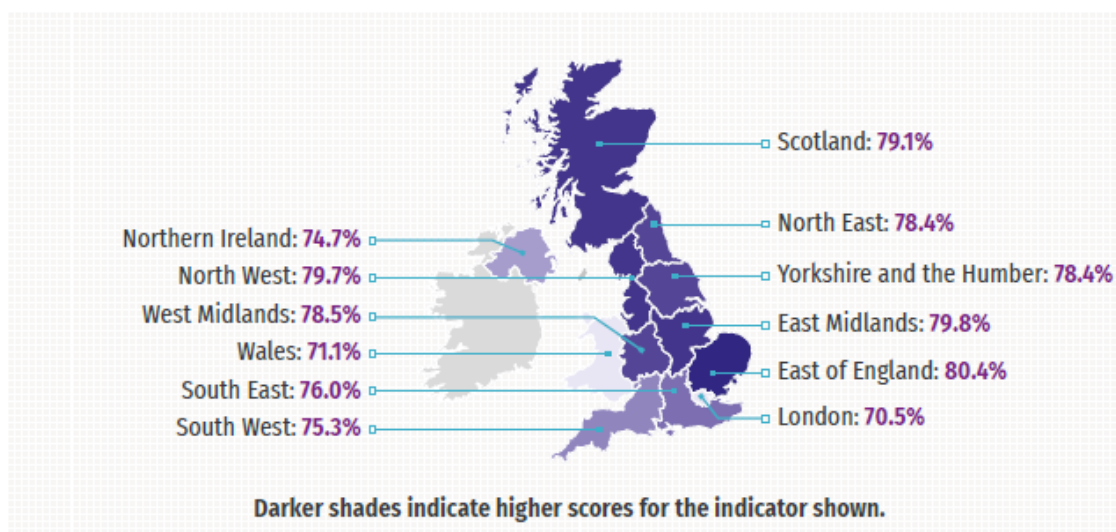 Scotland: 79.1%
North East: 78.4%
Northern Ireland: 74.7%
North West: 79.7%
Yorkshire and the Humber: 78.4%
West Midlands: 78.5%
East Midlands: 79.8%
Wales: 71.1%
East of England: 80.4%
South East: 76.0%
London: 70.5%
South West: 75.3%
Darker shades indicate higher scores for the indicator shown.